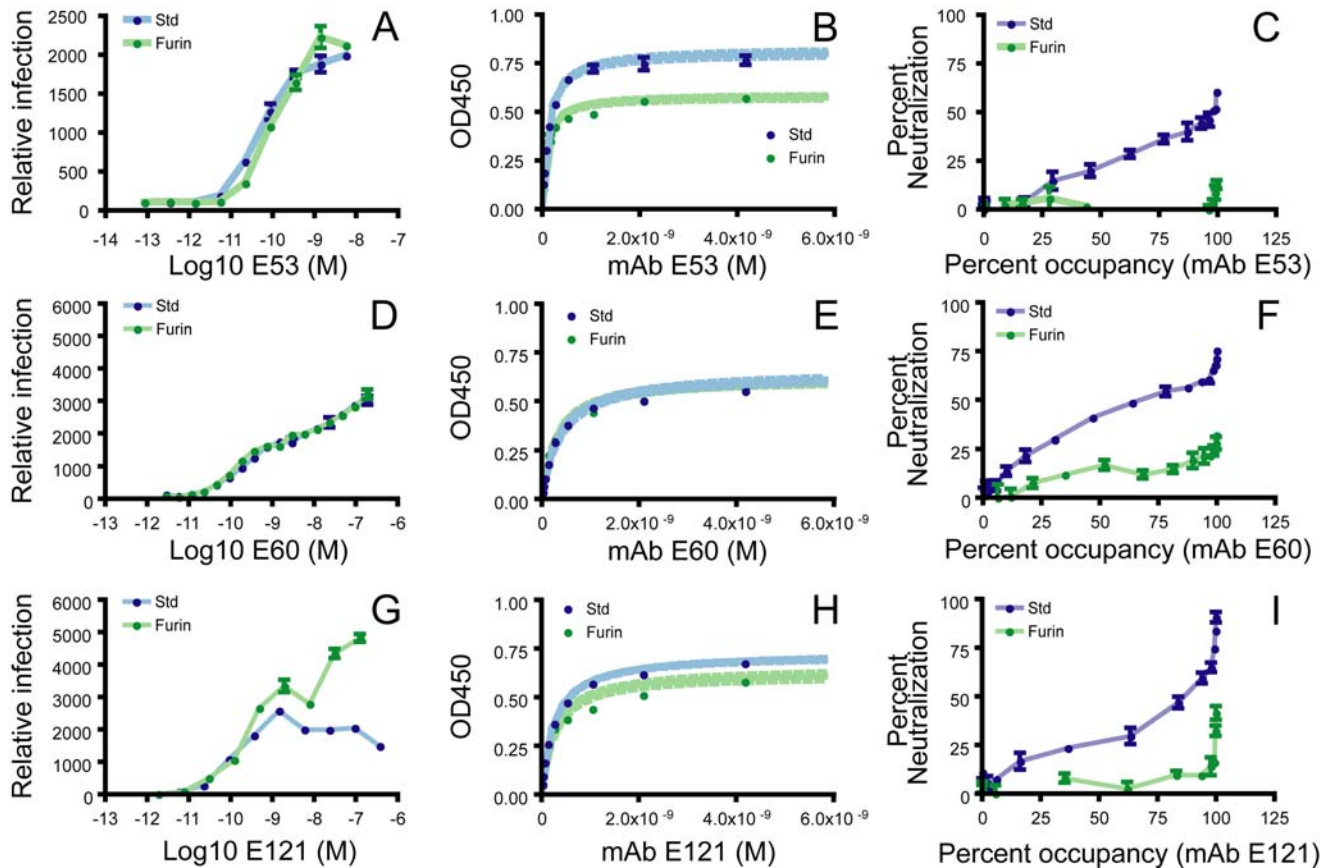 A
Std
Furin
Relative infection
2500
2000
1500
1000
500
0
-14 -13 -12 -11 -10 -9 -8 -7
Log10 E53 (M)
B
OD450
1.00
0.75
0.50
0.25
0.00
Std
Furin
0 2.0x10 -9 4.0x10 -9 6.0x10 -9
mAb E53 (M)
C
Std
Furin
Percent
Neutralization
100
75
50
25
0
0 25 50 75 100 125
Percent occupancy (mAb E53)
D
Std
Furin
Relative infection
6000
5000
4000
3000
2000
1000
0
-13 -12 -11 -10 -9 -8 -7 -6
Log10 E60 (M)
E
Std
Furin
OD450
1.00
0.75
0.50
0.25
0.00
0 2.0x10 -9 4.0x10 -9 6.0x10 -9
mAb E60 (M)
F
Std
Furin
Percent
Neutralization
100
75
50
25
0
0 25 50 75 100 125
Percent occupancy (mAb E60)
G
Std
Furin
Relative infection
6000
5000
4000
3000
2000
1000
0
-13 -12 -11 -10 -9 -8 -7 -6
Log10 E121 (M)
H
Std
Furin
OD450
1.00
0.75
0.50
0.25
0.00
0 2.0x10 -9 4.0x10 -9 6.0x10 -9
mAb E121 (M)
I
Std
Furin
Percent
Neutralization
100
75
50
25
0
0 25 50 75 100 125
Percent occupancy (mAb E121)